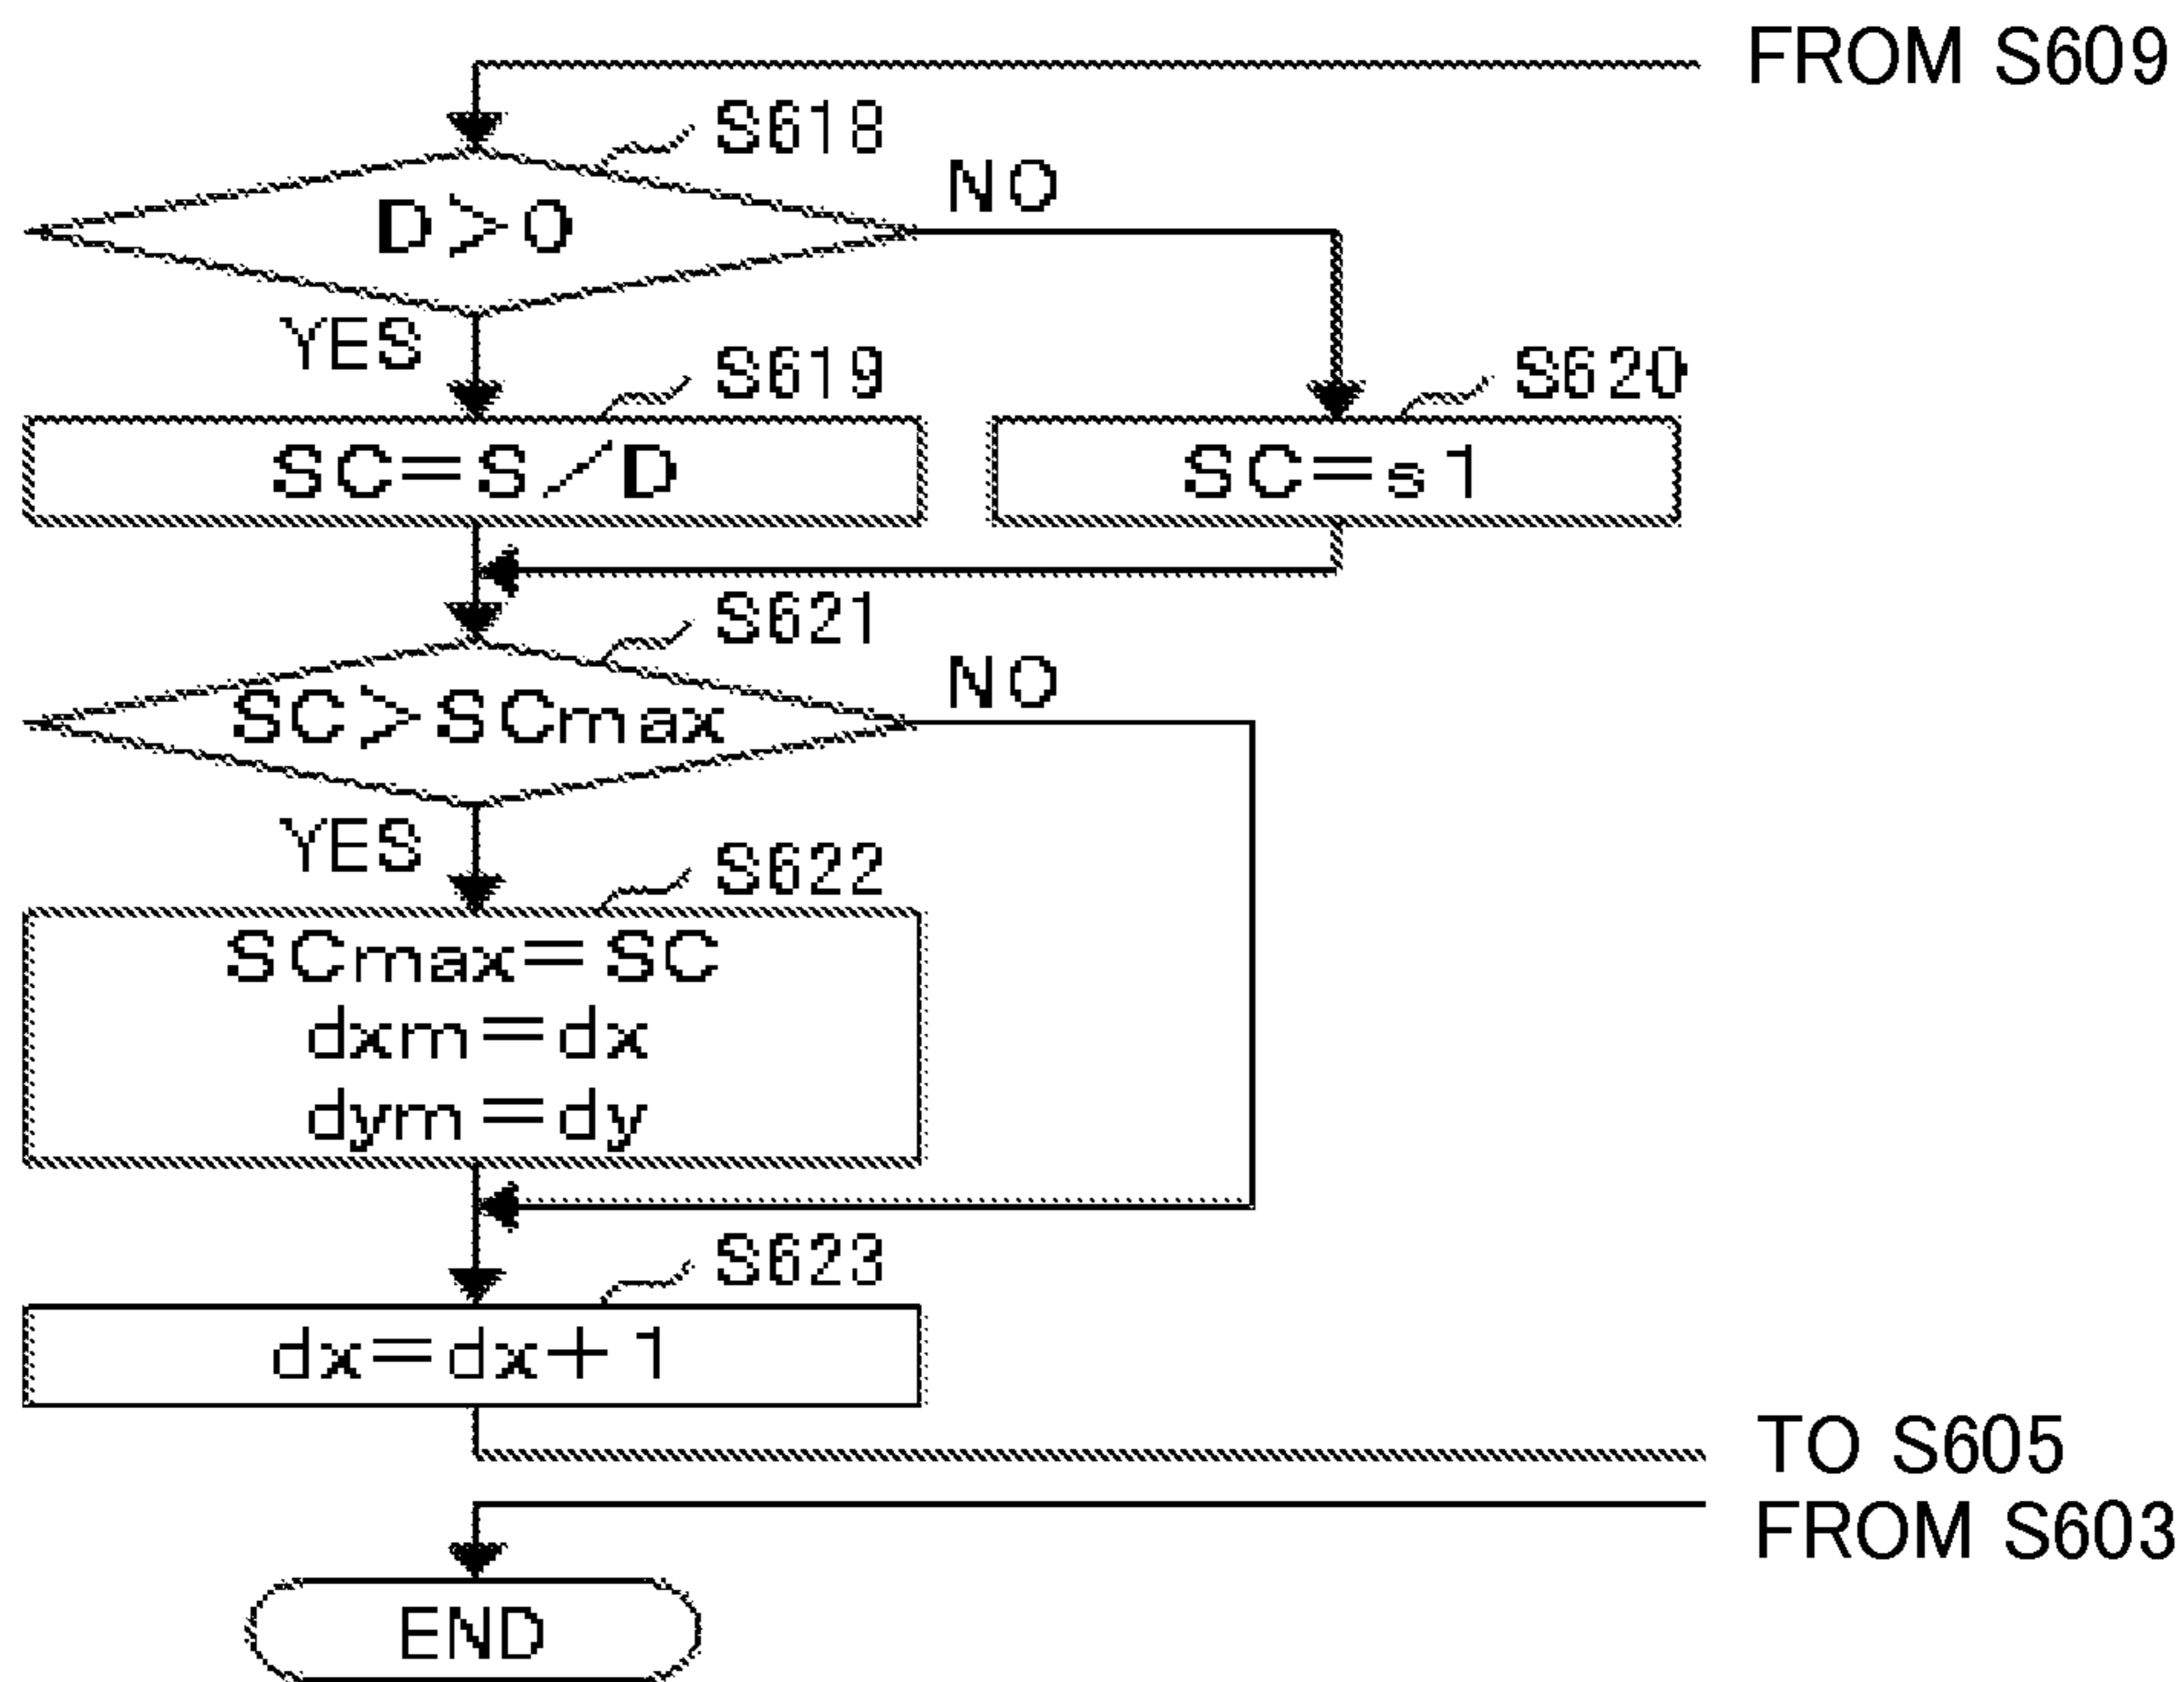 FROM S609
S618
D>0
NO
YES
S619
S620
SC=S/D
SC=s1
S621
SC>SCmax
NO
YES
S622
SCmax=SC
dxm=dx
dym=dy
S623
dx=dx+1
TO S605
FROM S603
END